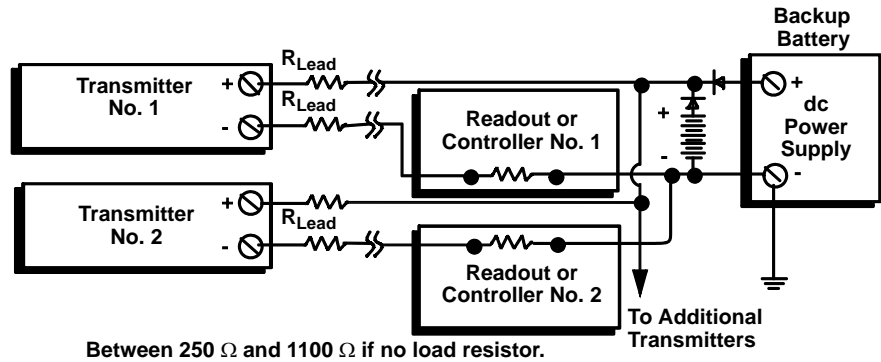 Backup
Battery
RLead
Transmitter
No. 1
+
-
RLead
Readout or
Controller No. 1
+
-
+
dc
Power
Supply
-
Transmitter
No. 2
+
-
RLead
Readout or
Controller No. 2
To Additional
Transmitters
Between 250 Ω and 1100 Ω if no load resistor.